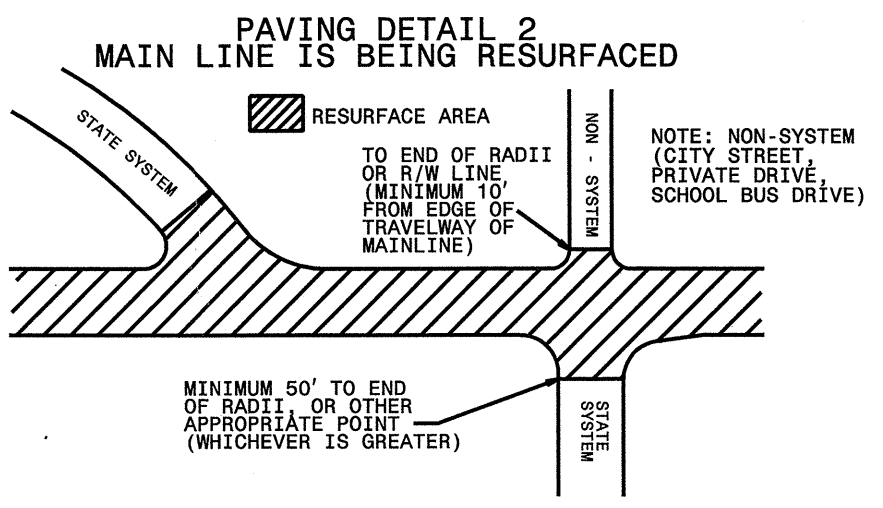 PAVING DETAIL 2
MAIN LINE IS BEING RESURFACED
STATE SYSTEM
RESURFACE AREA
TO END OF RADII
OR R/W LINE
(MINIMUM 10'
FROM EDGE OF
TRAVELWAY OF
MAINLINE)
NON - SYSTEM
NOTE: NON-SYSTEM
(CITY STREET,
PRIVATE DRIVE,
SCHOOL BUS DRIVE)
MINIMUM 50' TO END
OF RADII, OR OTHER
APPROPRIATE POINT
(WHICHEVER IS GREATER)
STATE
SYSTEM